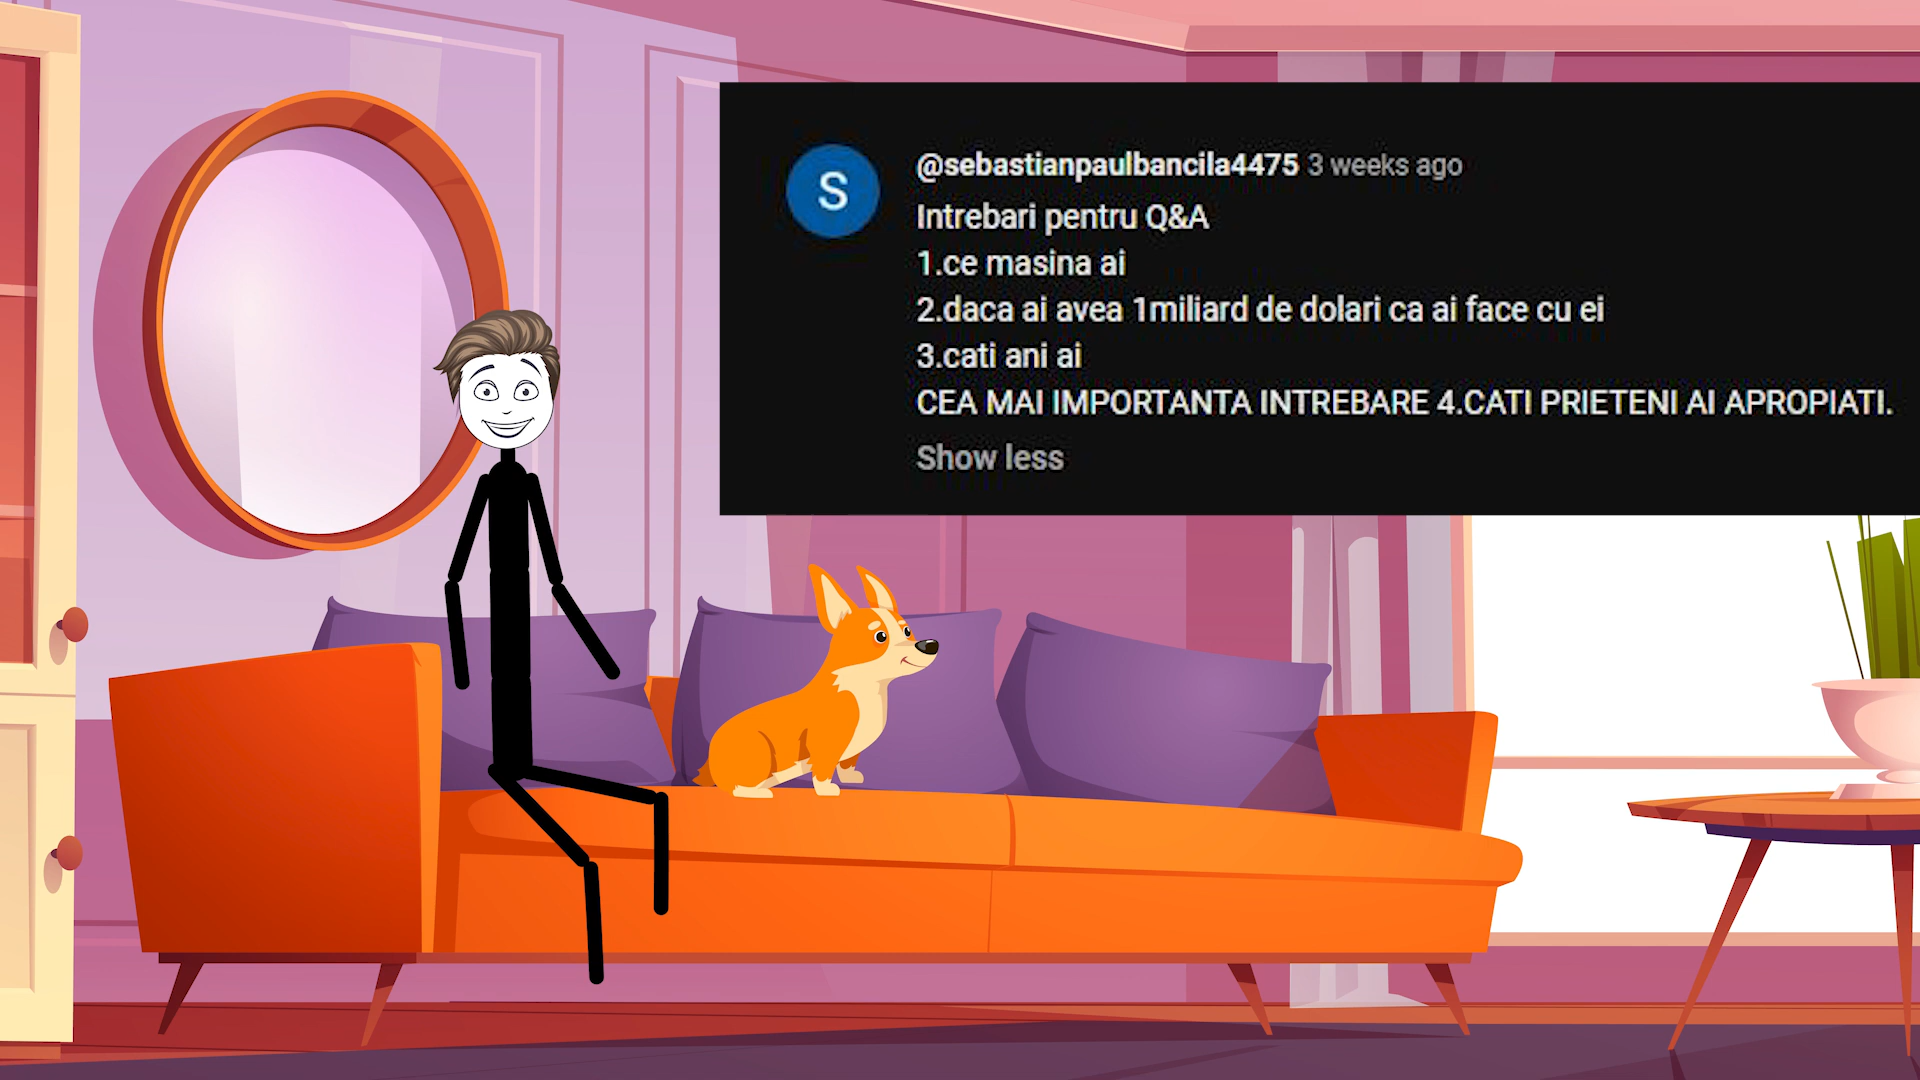 S
@sebastianpaulbancila4475 3 weeks ago
Intrebari pentru Q&A
1.ce masina ai
2.daca ai avea 1miliard de dolari ca ai face cu ei
3.cati ani ai
CEA MAI IMPORTANTA INTREBARE 4.CATI PRIETENI AI APROPIATI.
Show less